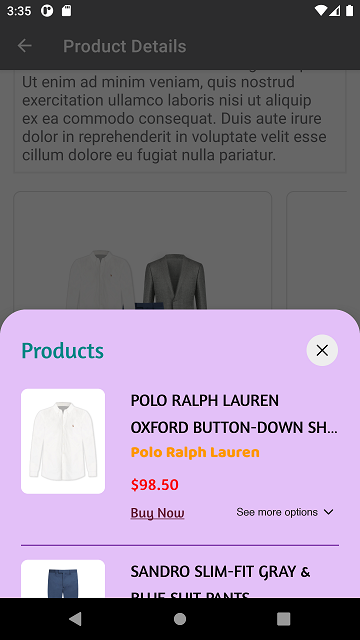 3:35
Product Details
Ut enim ad minim veniam, quis nostrud
exercitation ullamco laboris nisi ut aliquip
ex ea commodo consequat. Duis aute irure
dolor in reprehenderit in voluptate velit esse
cillum dolore eu fugiat nulla pariatur.
Products
POLO RALPH LAUREN
OXFORD BUTTON-DOWN SH...
Polo Ralph Lauren
$98.50
Buy Now
See more options
SANDRO SLIM-FIT GRAY &
BLUE SUIT PANTS